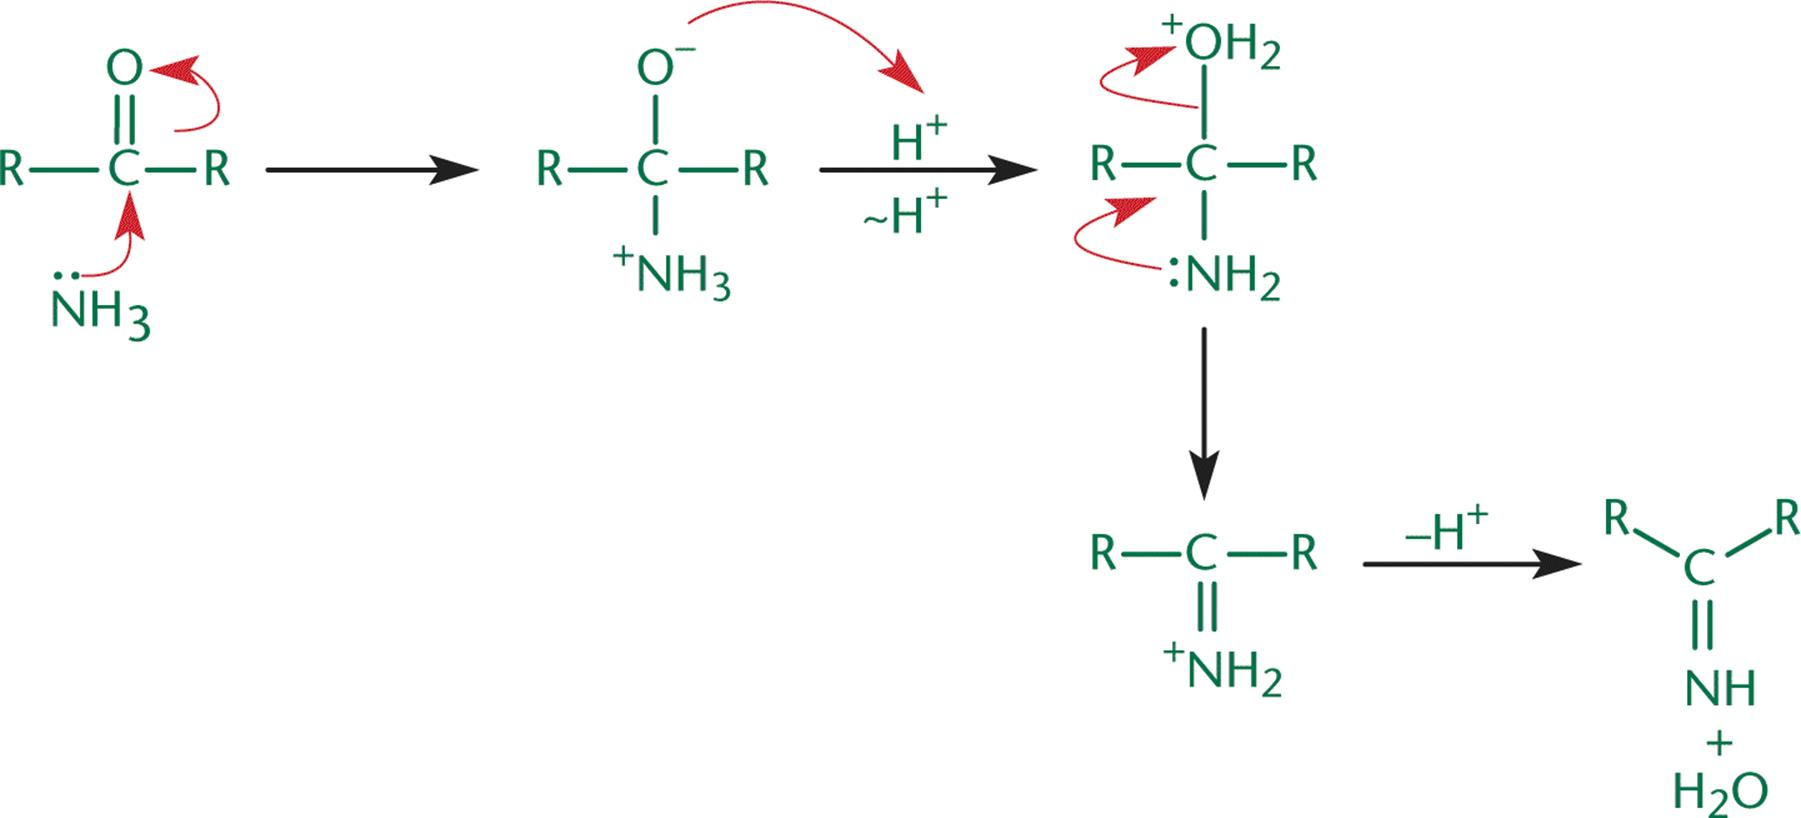 O
R C R
NH3
O−
R C R
+NH3
H+
~H+
+OH2
R C R
:NH2
R C R
+NH2
–H+
R R
C
NH
+
H2O